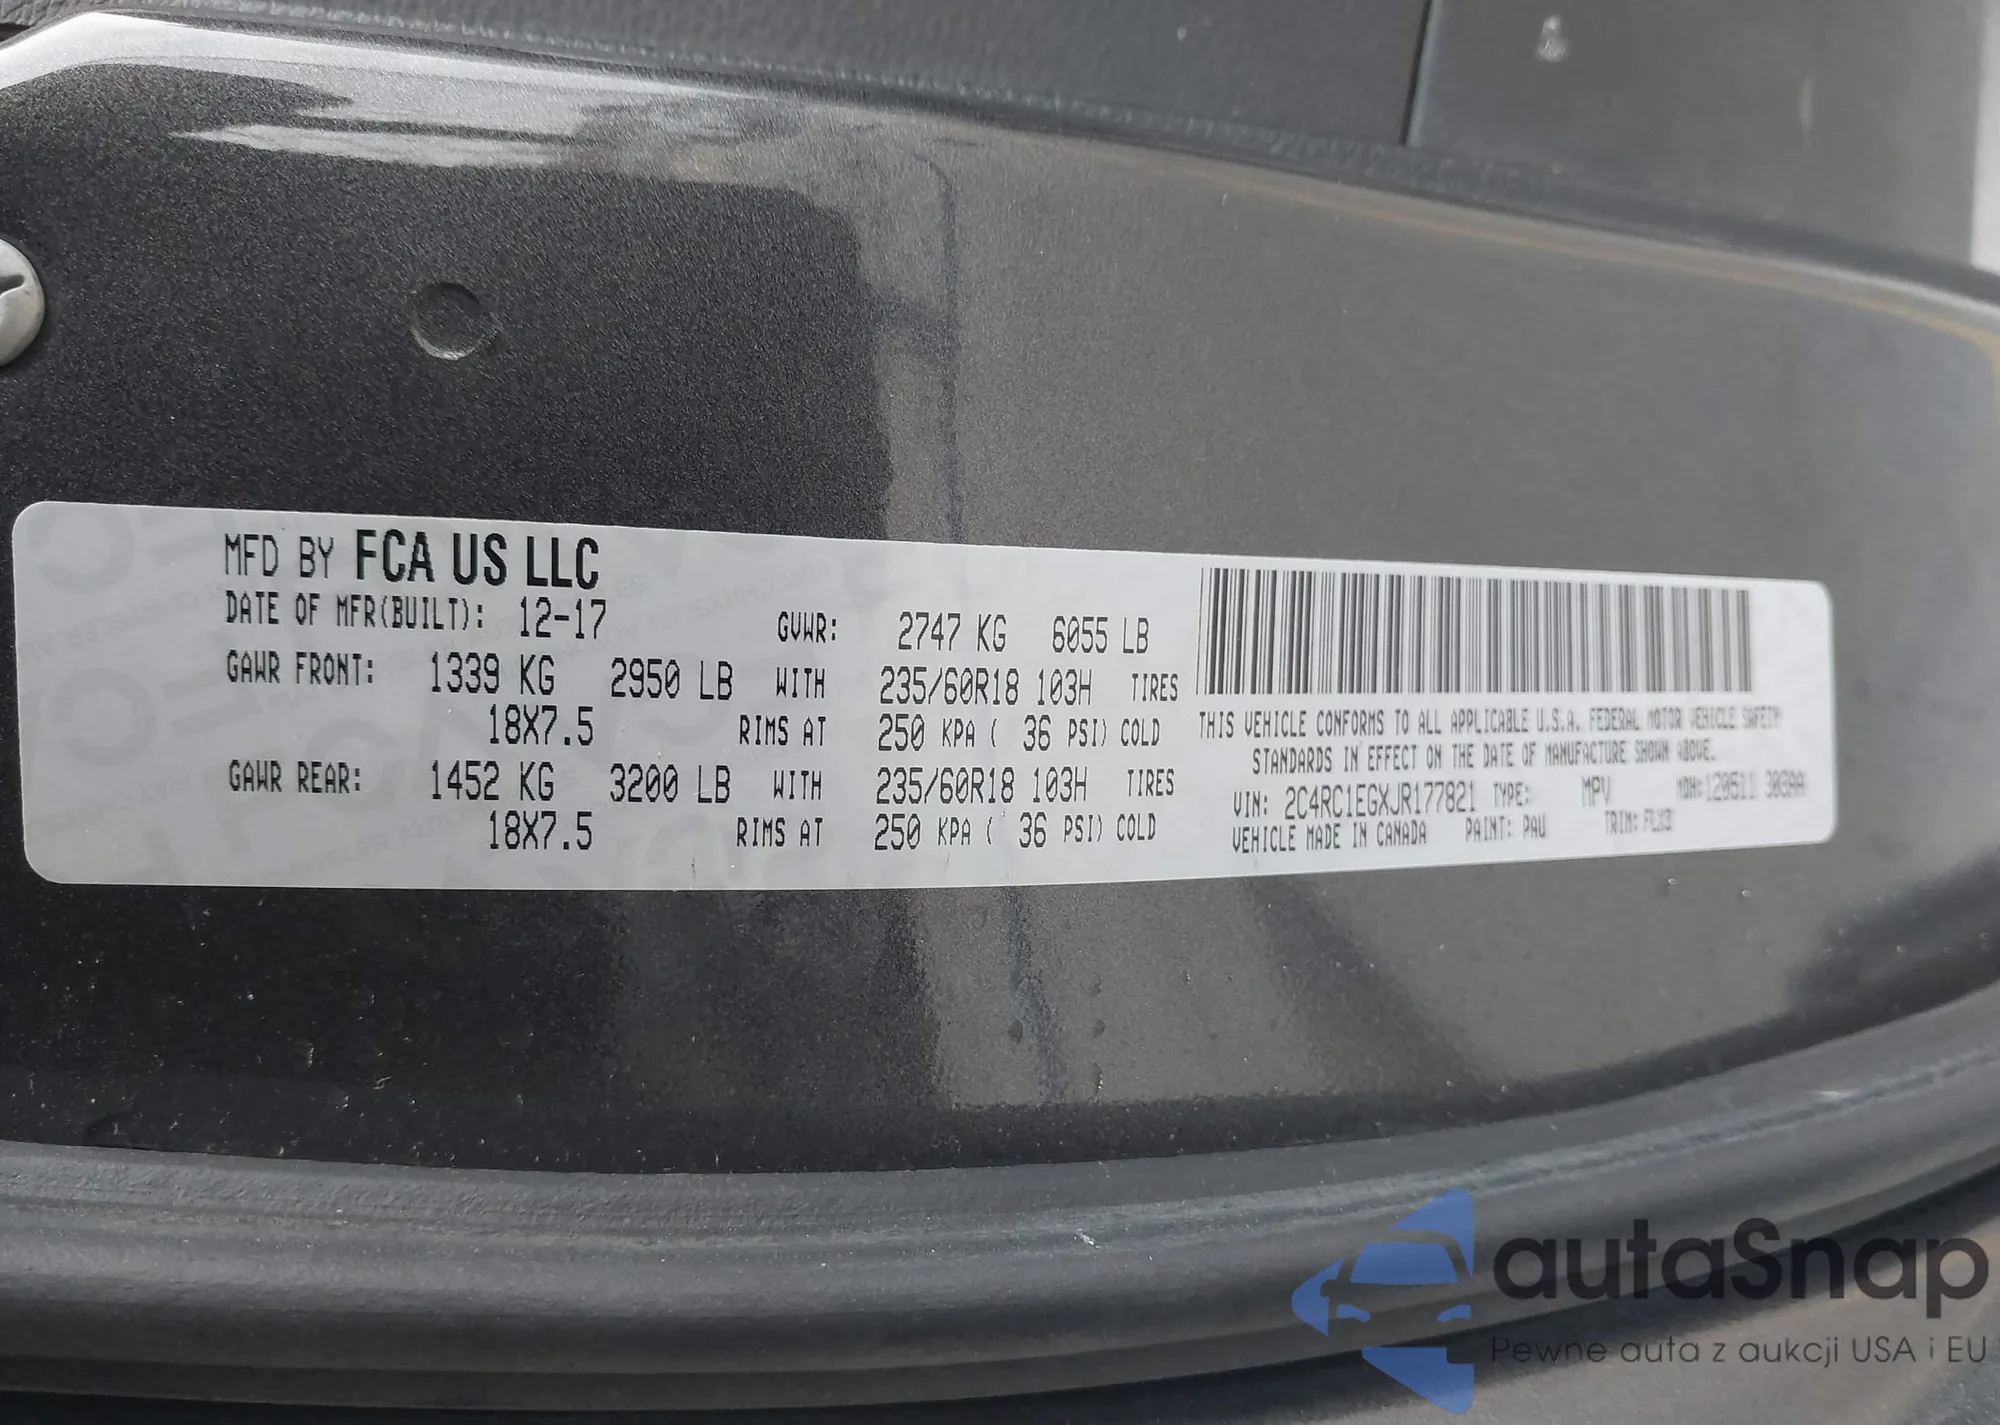 MFD BY FCA US LLC
DATE OF MFR(BUILT): 12-17 GVWR: 2747 KG 6055 LB
GAWR FRONT: 1339 KG 2950 LB WITH 235/60R18 103H TIRES
18X7.5 RIMS AT 250 KPA ( 36 PSI) COLD
GAWR REAR: 1452 KG 3200 LB WITH 235/60R18 103H TIRES
18X7.5 RIMS AT 250 KPA ( 36 PSI) COLD
THIS VEHICLE CONFORMS TO ALL APPLICABLE U.S.A. FEDERAL MOTOR VEHICLE SAFETY
STANDARDS IN EFFECT ON THE DATE OF MANUFACTURE SHOWN ABOVE.
VIN: 2C4RC1EGXJR177821 TYPE: MPV MDH: 120511 303AA
VEHICLE MADE IN CANADA PAINT: PAU TRIM:
autaSnap
Pewne auta z aukcji USA i EU